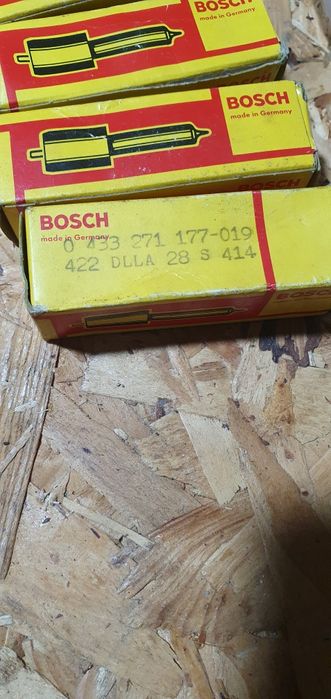 BOSCH
made in Germany
BOSCH
made in Germany
BOSCH
made in Germany
0 433 271 177-019
422 DLLA 28 S 414